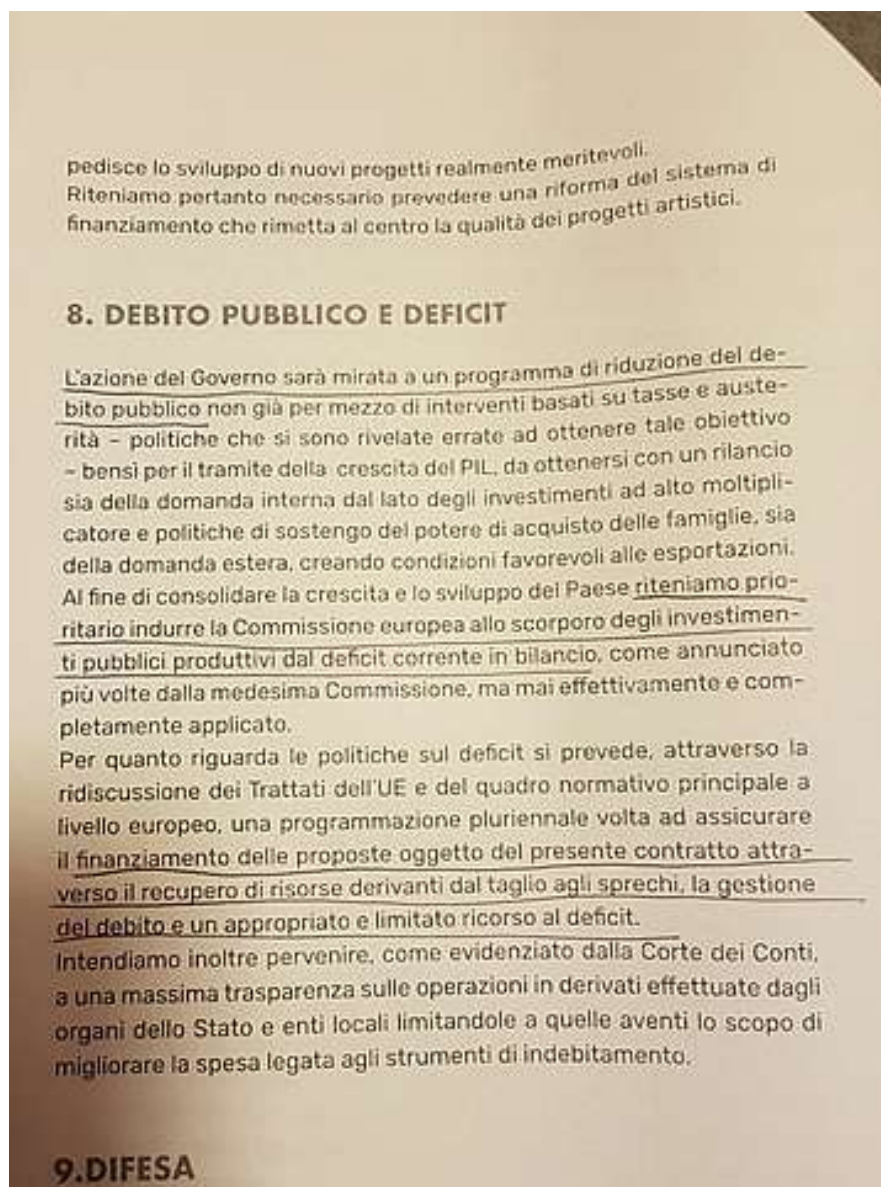 pedisce lo sviluppo di nuovi progetti realmente meritevoli.
Riteniamo pertanto necessario prevedere una riforma del sistema di
finanziamento che rimetta al centro la qualità dei progetti artistici.
8. DEBITO PUBBLICO E DEFICIT
L'azione del Governo sarà mirata a un programma di riduzione del de-
bito pubblico non già per mezzo di interventi basati su tasse e auste-
rità – politiche che si sono rivelate errate ad ottenere tale obiettivo
– bensì per il tramite della crescita del PIL, da ottenersi con un rilancio
sia della domanda interna dal lato degli investimenti ad alto moltipli-
catore e politiche di sostengo del potere di acquisto delle famiglie, sia
della domanda estera, creando condizioni favorevoli alle esportazioni.
Al fine di consolidare la crescita e lo sviluppo del Paese riteniamo prio-
ritario indurre la Commissione europea allo scorporo degli investimen-
ti pubblici produttivi dal deficit corrente in bilancio, come annunciato
più volte dalla medesima Commissione, ma mai effettivamente e com-
pletamente applicato.
Per quanto riguarda le politiche sul deficit si prevede, attraverso la
ridiscussione dei Trattati dell'UE e del quadro normativo principale a
livello europeo, una programmazione pluriennale volta ad assicurare
il finanziamento delle proposte oggetto del presente contratto attra-
verso il recupero di risorse derivanti dal taglio agli sprechi, la gestione
del debito e un appropriato e limitato ricorso al deficit.
Intendiamo inoltre pervenire, come evidenziato dalla Corte dei Conti,
a una massima trasparenza sulle operazioni in derivati effettuate dagli
organi dello Stato e enti locali limitandole a quelle aventi lo scopo di
migliorare la spesa legata agli strumenti di indebitamento.
9.DIFESA